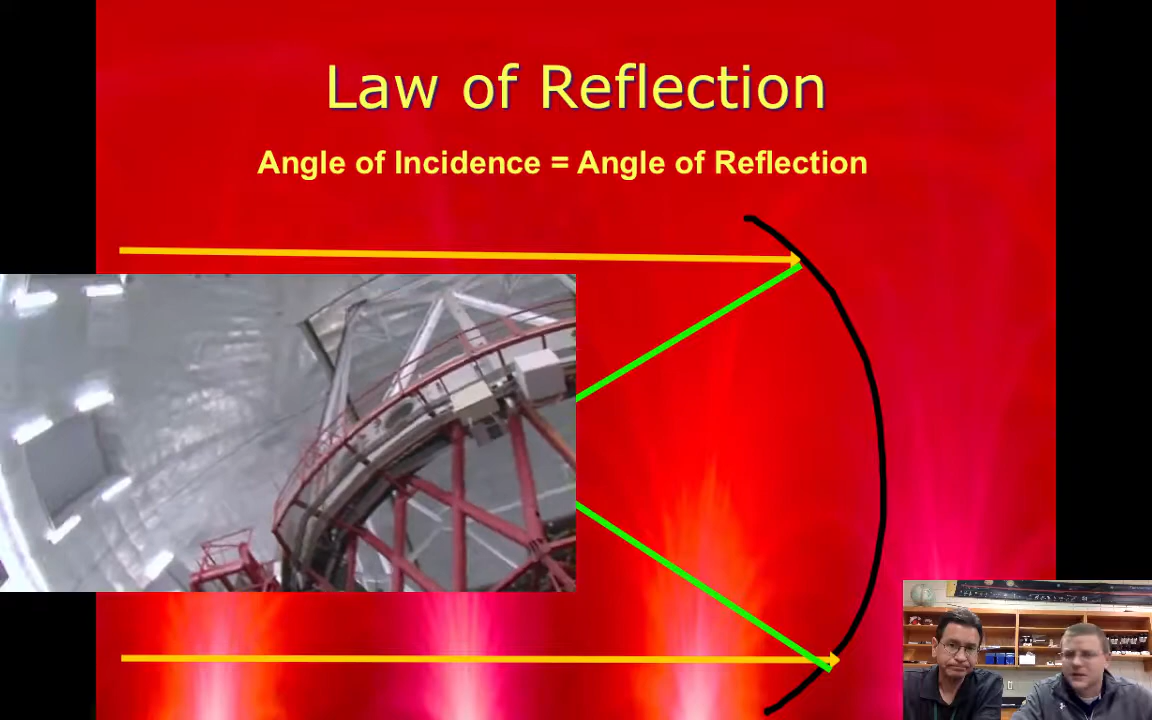 Law of Reflection
Angle of Incidence = Angle of Reflection